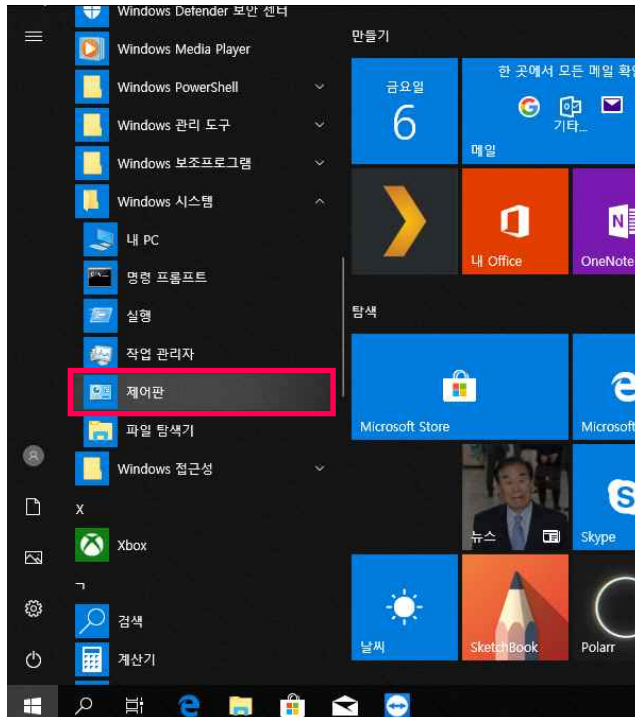 Windows Defender 보안 센터
Windows Media Player
Windows PowerShell
Windows 관리 도구
Windows 보조프로그램
Windows 시스템
내 PC
명령 프롬프트
실행
작업 관리자
제어판
파일 탐색기
Windows 접근성
X
Xbox
ㄱ
검색
계산기
만들기
금요일
6
한 곳에서 모든 메일 확인
기타...
메일
내 Office
OneNote
탐색
Microsoft Store
Microsoft
뉴스
Skype
날씨
SketchBook
Polarr